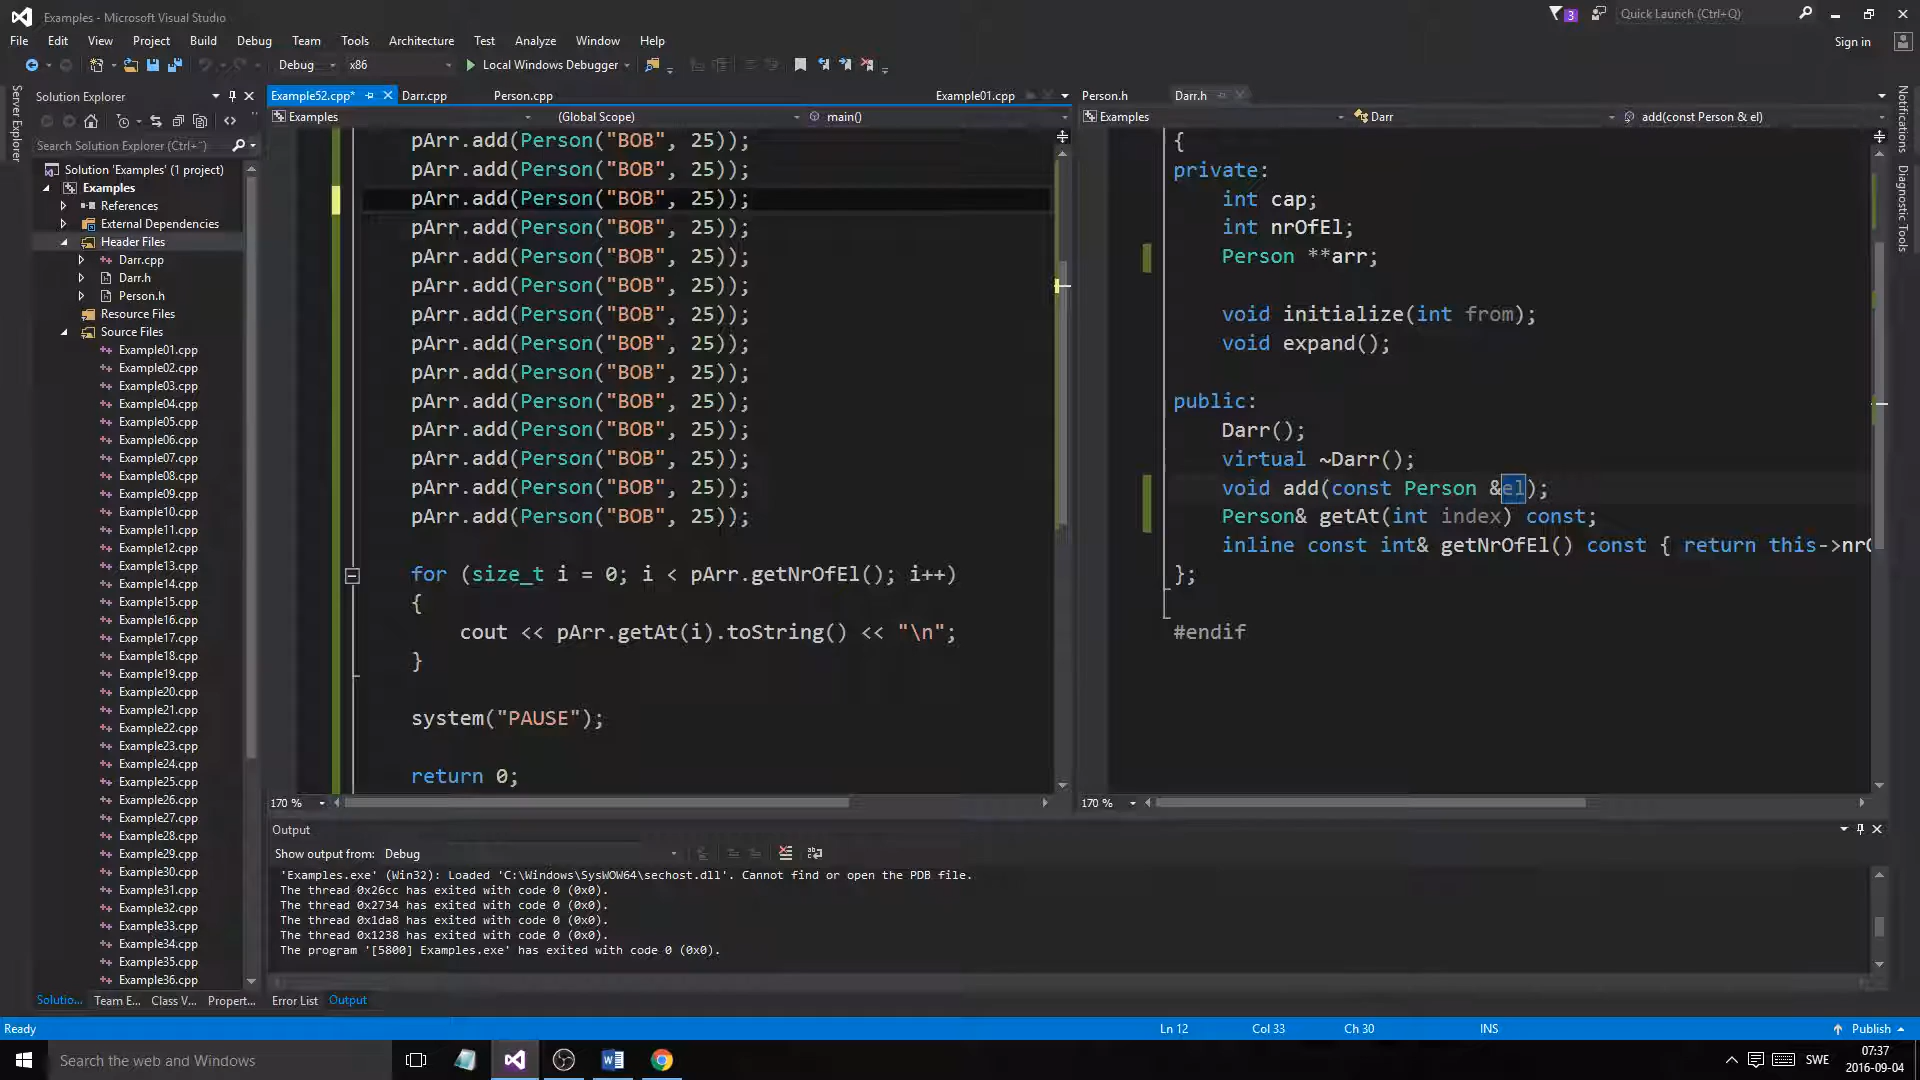 Examples - Microsoft Visual Studio
3
Quick Launch (Ctrl+Q)
File Edit View Project Build Debug Team Tools Architecture Test Analyze Window Help
Sign in
Debug x86 Local Windows Debugger
Server Explorer
Solution Explorer
Search Solution Explorer (Ctrl+¨)
Solution 'Examples' (1 project)
Examples
References
External Dependencies
Header Files
Darr.cpp
Darr.h
Person.h
Resource Files
Source Files
Example01.cpp
Example02.cpp
Example03.cpp
Example04.cpp
Example05.cpp
Example06.cpp
Example07.cpp
Example08.cpp
Example09.cpp
Example10.cpp
Example11.cpp
Example12.cpp
Example13.cpp
Example14.cpp
Example15.cpp
Example16.cpp
Example17.cpp
Example18.cpp
Example19.cpp
Example20.cpp
Example21.cpp
Example22.cpp
Example23.cpp
Example24.cpp
Example25.cpp
Example26.cpp
Example27.cpp
Example28.cpp
Example29.cpp
Example30.cpp
Example31.cpp
Example32.cpp
Example33.cpp
Example34.cpp
Example35.cpp
Example36.cpp
Solutio... Team E... Class V... Propert...
Example52.cpp* Darr.cpp Person.cpp Example01.cpp
Examples (Global Scope) main()
pArr.add(Person("BOB", 25));
pArr.add(Person("BOB", 25));
pArr.add(Person("BOB", 25));
pArr.add(Person("BOB", 25));
pArr.add(Person("BOB", 25));
pArr.add(Person("BOB", 25));
pArr.add(Person("BOB", 25));
pArr.add(Person("BOB", 25));
pArr.add(Person("BOB", 25));
pArr.add(Person("BOB", 25));
pArr.add(Person("BOB", 25));
pArr.add(Person("BOB", 25));
pArr.add(Person("BOB", 25));
pArr.add(Person("BOB", 25));
for (size_t i = 0; i < pArr.getNrOfEl(); i++)
{
cout << pArr.getAt(i).toString() << "\n";
}
system("PAUSE");
return 0;
170 %
Person.h Darr.h
Examples Darr add(const Person & el)
{
private:
int cap;
int nrOfEl;
Person **arr;
void initialize(int from);
void expand();
public:
Darr();
virtual ~Darr();
void add(const Person &el);
Person& getAt(int index) const;
inline const int& getNrOfEl() const { return this->nrO
};
#endif
170 %
Notifications
Diagnostic Tools
Output
Show output from: Debug
'Examples.exe' (Win32): Loaded 'C:\Windows\SysWOW64\sechost.dll'. Cannot find or open the PDB file.
The thread 0x26cc has exited with code 0 (0x0).
The thread 0x2734 has exited with code 0 (0x0).
The thread 0x1da8 has exited with code 0 (0x0).
The thread 0x1238 has exited with code 0 (0x0).
The program '[5800] Examples.exe' has exited with code 0 (0x0).
Error List Output
Ready Ln 12 Col 33 Ch 30 INS Publish
Search the web and Windows
SWE
07:37
2016-09-04